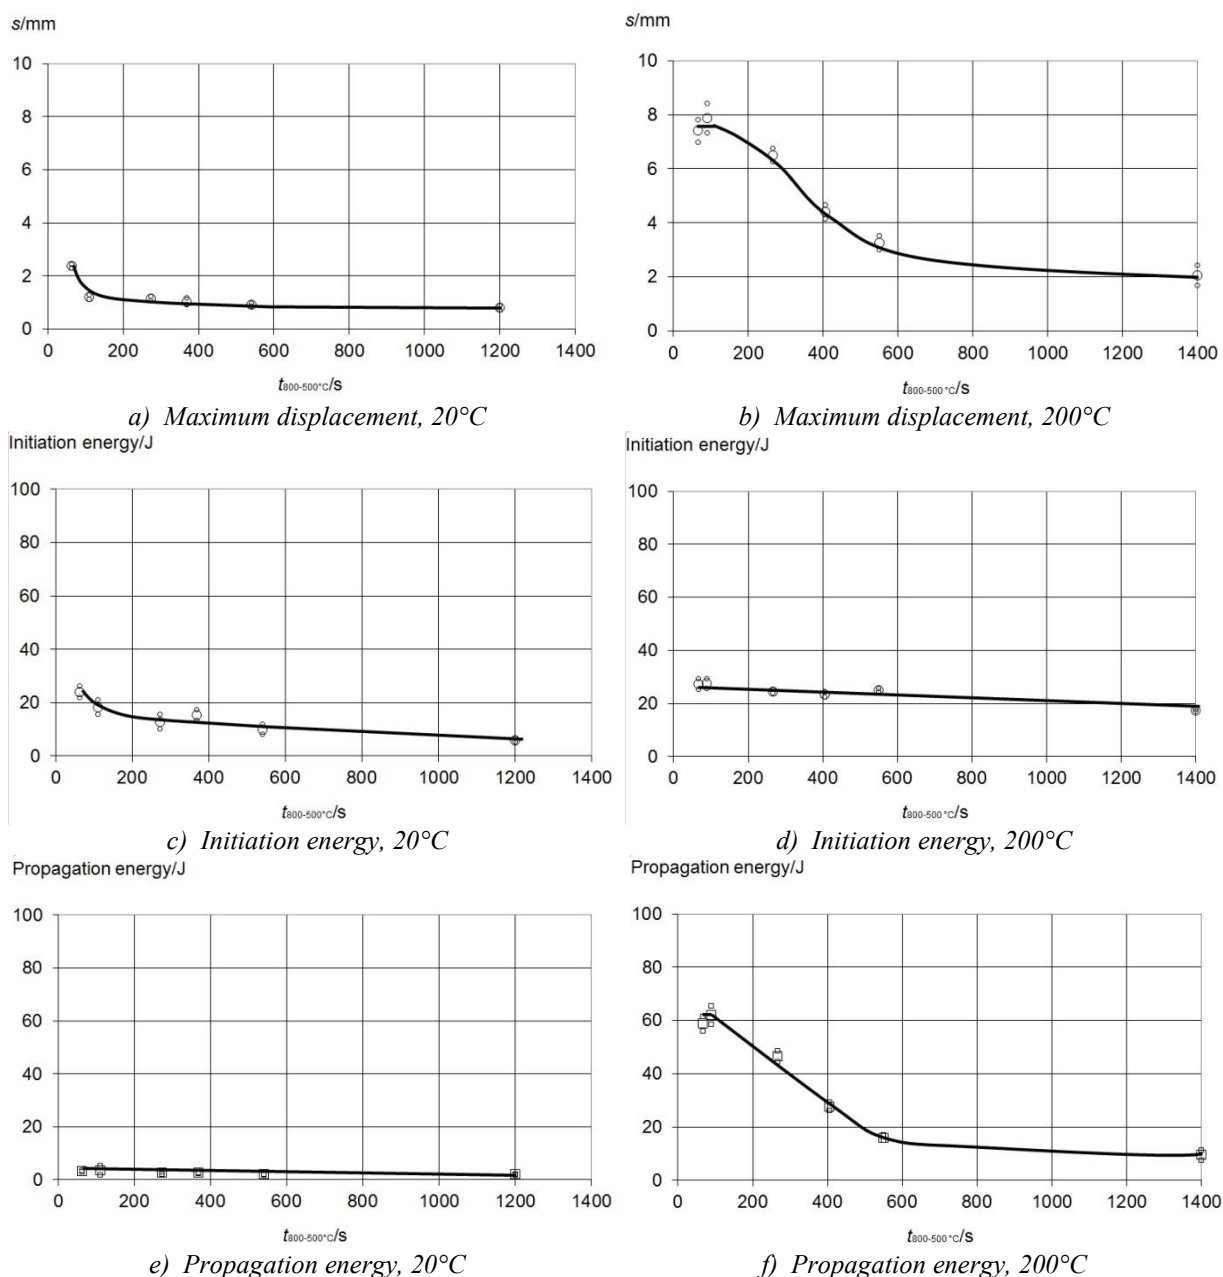 s/mm
10
8
6
4
2
0
0 200 400 600 800 1000 1200 1400
t800-500°C/s
a) Maximum displacement, 20°C
s/mm
10
8
6
4
2
0
0 200 400 600 800 1000 1200 1400
t800-500°C/s
b) Maximum displacement, 200°C
Initiation energy/J
100
80
60
40
20
0
0 200 400 600 800 1000 1200 1400
t800-500°C/s
c) Initiation energy, 20°C
Initiation energy/J
100
80
60
40
20
0
0 200 400 600 800 1000 1200 1400
t800-500°C/s
d) Initiation energy, 200°C
Propagation energy/J
100
80
60
40
20
0
0 200 400 600 800 1000 1200 1400
t800-500°C/s
e) Propagation energy, 20°C
Propagation energy/J
100
80
60
40
20
0
0 200 400 600 800 1000 1200 1400
t800-500°C/s
f) Propagation energy, 200°C